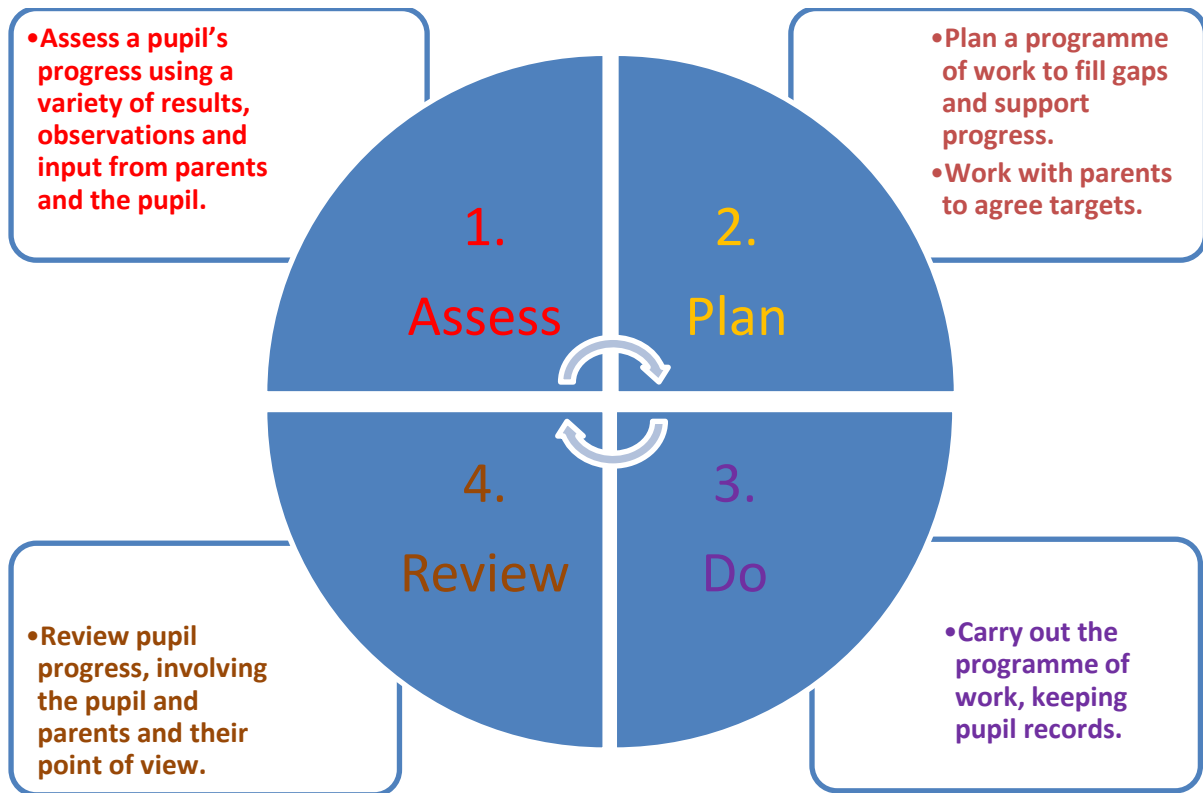 •Assess a pupil’s
progress using a
variety of results,
observations and
input from parents
and the pupil.
1.
Assess
2.
Plan
•Plan a programme
of work to fill gaps
and support
progress.
•Work with parents
to agree targets.
•Review pupil
progress, involving
the pupil and
parents and their
point of view.
4.
Review
3.
Do
•Carry out the
programme of
work, keeping
pupil records.